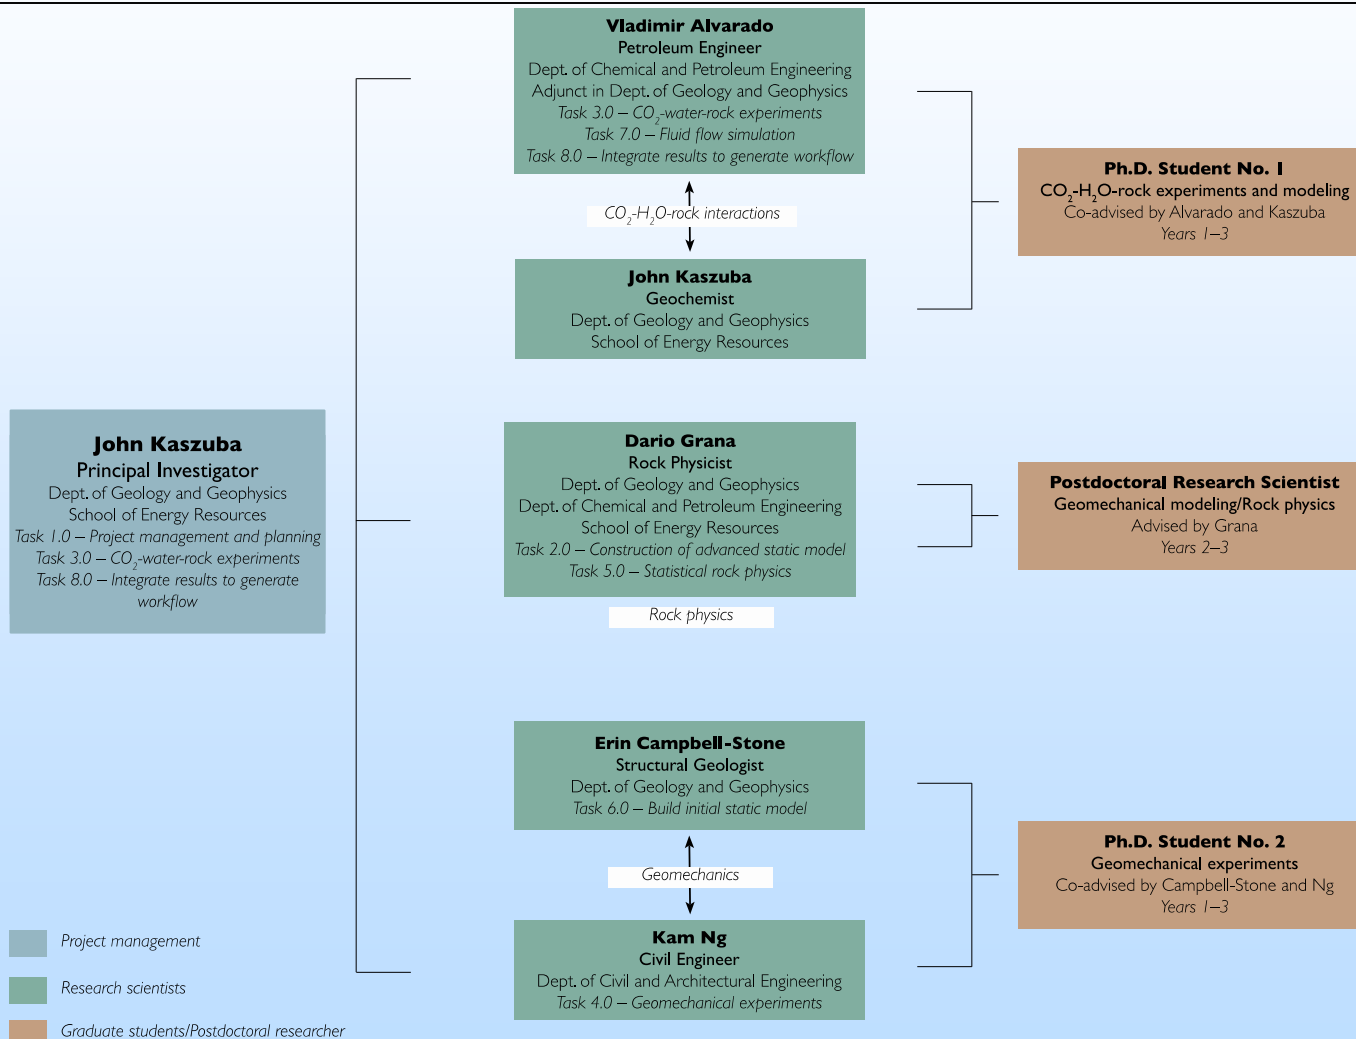 Vladimir Alvarado
Petroleum Engineer
Dept. of Chemical and Petroleum Engineering
Adjunct in Dept. of Geology and Geophysics
Task 3.0 – CO₂-water-rock experiments
Task 7.0 – Fluid flow simulation
Task 8.0 – Integrate results to generate workflow
CO₂-H₂O-rock interactions
John Kaszuba
Geochemist
Dept. of Geology and Geophysics
School of Energy Resources
Ph.D. Student No. 1
CO₂-H₂O-rock experiments and modeling
Co-advised by Alvarado and Kaszuba
Years 1–3
John Kaszuba
Principal Investigator
Dept. of Geology and Geophysics
School of Energy Resources
Task 1.0 – Project management and planning
Task 3.0 – CO₂-water-rock experiments
Task 8.0 – Integrate results to generate
workflow
Dario Grana
Rock Physicist
Dept. of Geology and Geophysics
Dept. of Chemical and Petroleum Engineering
School of Energy Resources
Task 2.0 – Construction of advanced static model
Task 5.0 – Statistical rock physics
Rock physics
Postdoctoral Research Scientist
Geomechanical modeling/Rock physics
Advised by Grana
Years 2–3
Erin Campbell-Stone
Structural Geologist
Dept. of Geology and Geophysics
Task 6.0 – Build initial static model
Geomechanics
Kam Ng
Civil Engineer
Dept. of Civil and Architectural Engineering
Task 4.0 – Geomechanical experiments
Ph.D. Student No. 2
Geomechanical experiments
Co-advised by Campbell-Stone and Ng
Years 1–3
Project management
Research scientists
Graduate students/Postdoctoral researcher